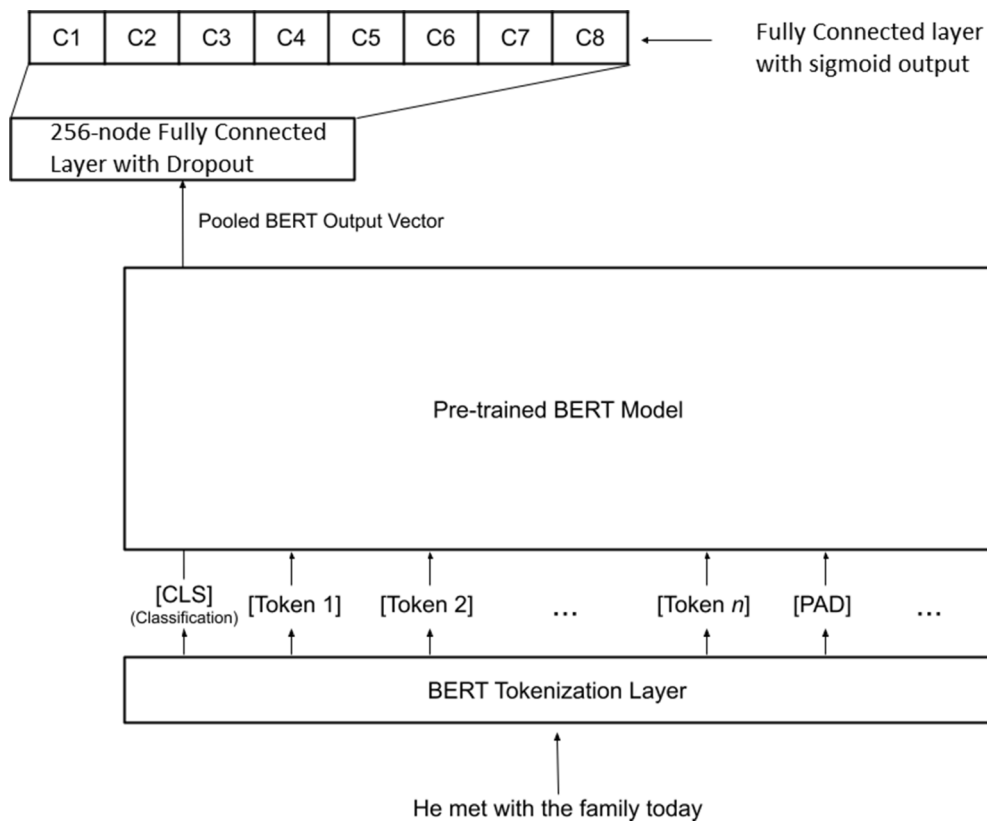 C1 C2 C3 C4 C5 C6 C7 C8
Fully Connected layer
with sigmoid output
256-node Fully Connected
Layer with Dropout
Pooled BERT Output Vector
Pre-trained BERT Model
[CLS] [Token 1] [Token 2] ... [Token n] [PAD] ...
(Classification)
BERT Tokenization Layer
He met with the family today